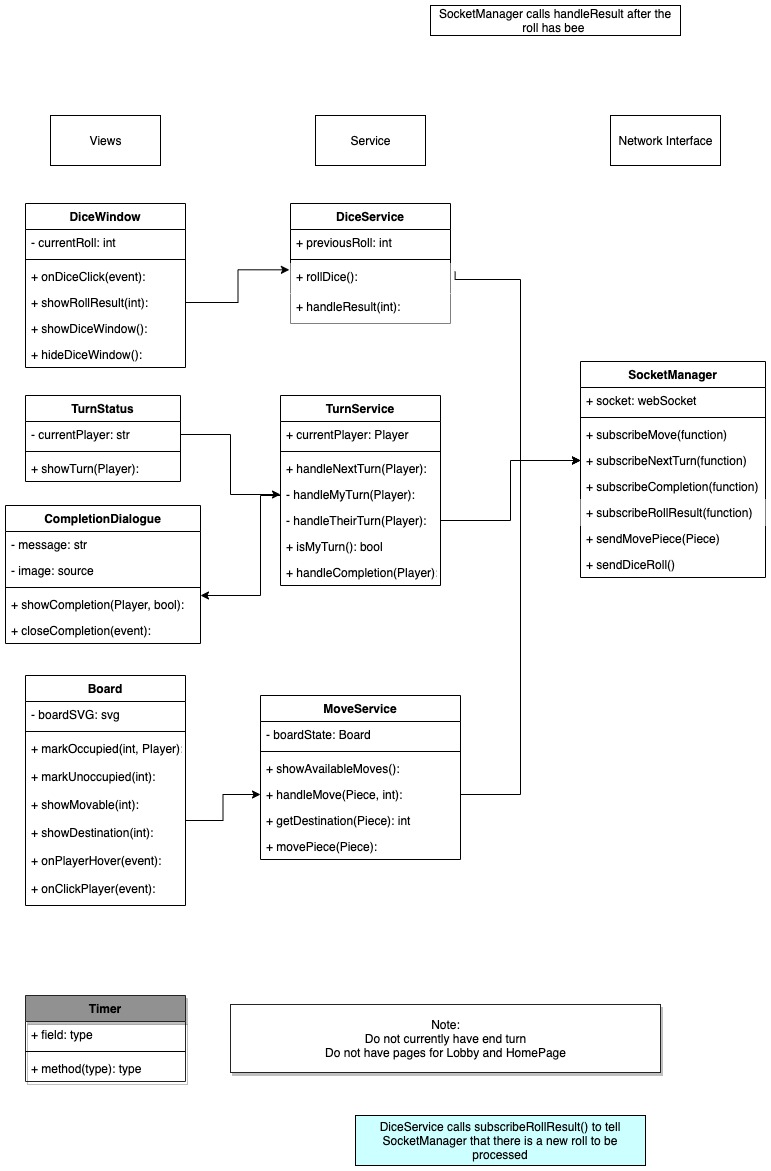 SocketManager calls handleResult after the
roll has bee
Views
Service
Network Interface
DiceWindow
- currentRoll: int
+ onDiceClick(event):
+ showRollResult(int):
+ showDiceWindow():
+ hideDiceWindow():
DiceService
+ previousRoll: int
+ rollDice():
+ handleResult(int):
SocketManager
+ socket: webSocket
+ subscribeMove(function)
+ subscribeNextTurn(function)
+ subscribeCompletion(function)
+ subscribeRollResult(function)
+ sendMovePiece(Piece)
+ sendDiceRoll()
TurnStatus
- currentPlayer: str
+ showTurn(Player):
TurnService
+ currentPlayer: Player
+ handleNextTurn(Player):
- handleMyTurn(Player):
- handleTheirTurn(Player):
+ isMyTurn(): bool
+ handleCompletion(Player):
CompletionDialogue
- message: str
- image: source
+ showCompletion(Player, bool):
+ closeCompletion(event):
Board
- boardSVG: svg
+ markOccupied(int, Player):
+ markUnoccupied(int):
+ showMovable(int):
+ showDestination(int):
+ onPlayerHover(event):
+ onClickPlayer(event):
MoveService
- boardState: Board
+ showAvailableMoves():
+ handleMove(Piece, int):
+ getDestination(Piece): int
+ movePiece(Piece):
Timer
+ field: type
+ method(type): type
Note:
Do not currently have end turn
Do not have pages for Lobby and HomePage
DiceService calls subscribeRollResult() to tell
SocketManager that there is a new roll to be
processed